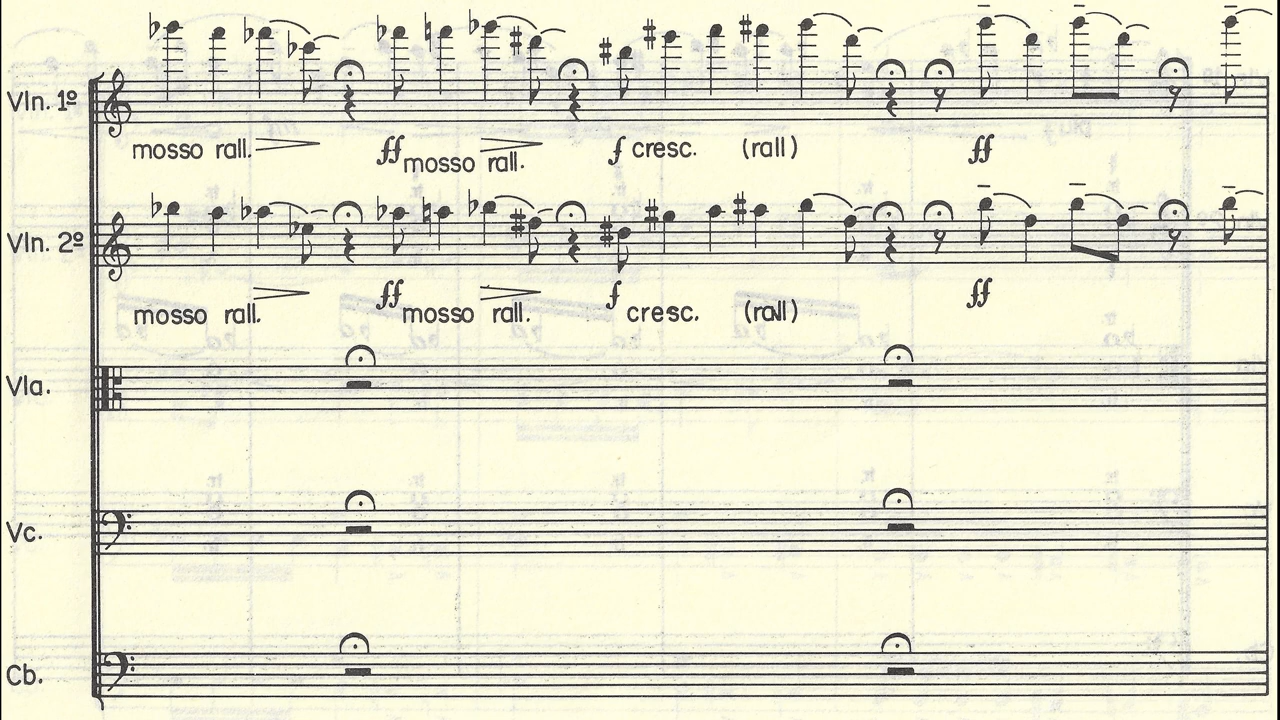 Vln. 1º
mosso rall. ff mosso rall. f cresc. (rall) ff
Vln. 2º
ff f ff
mosso rall. mosso rall. cresc. (rall)
Vla.
Vc.
Cb.